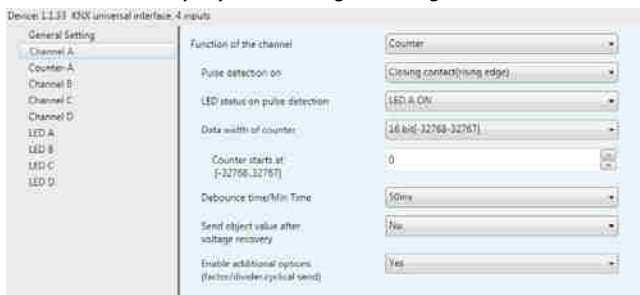 Device: 1.1.33 KNX universal interface, 4 inputs
General Setting
Channel A
Counter-A
Channel B
Channel C
Channel D
LED A
LED B
LED C
LED D
Function of the channel
Counter
Pulse detection on
Closing contact(rising edge)
LED status on pulse detection
LED A ON
Data width of counter
16 bit[-32768-32767]
Counter starts at
[-32768..32767]
0
Debounce time/Min Time
50ms
Send object value after
voltage recovery
No
Enable additional options
(factor/divider,cyclical send)
Yes